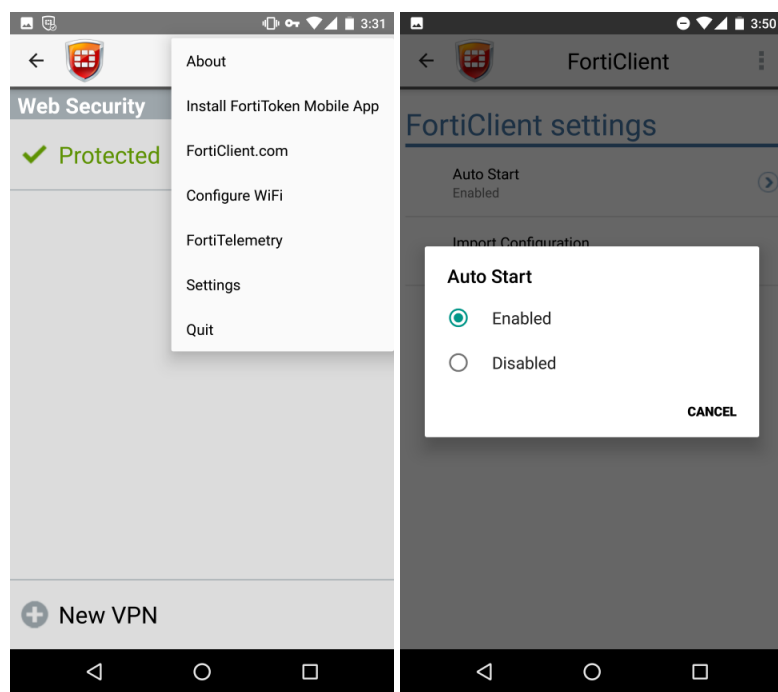 3:31
Web Security
Protected
About
Install FortiToken Mobile App
FortiClient.com
Configure WiFi
FortiTelemetry
Settings
Quit
New VPN
3:50
FortiClient
FortiClient settings
Auto Start
Enabled
Import Configuration
Auto Start
Enabled
Disabled
CANCEL